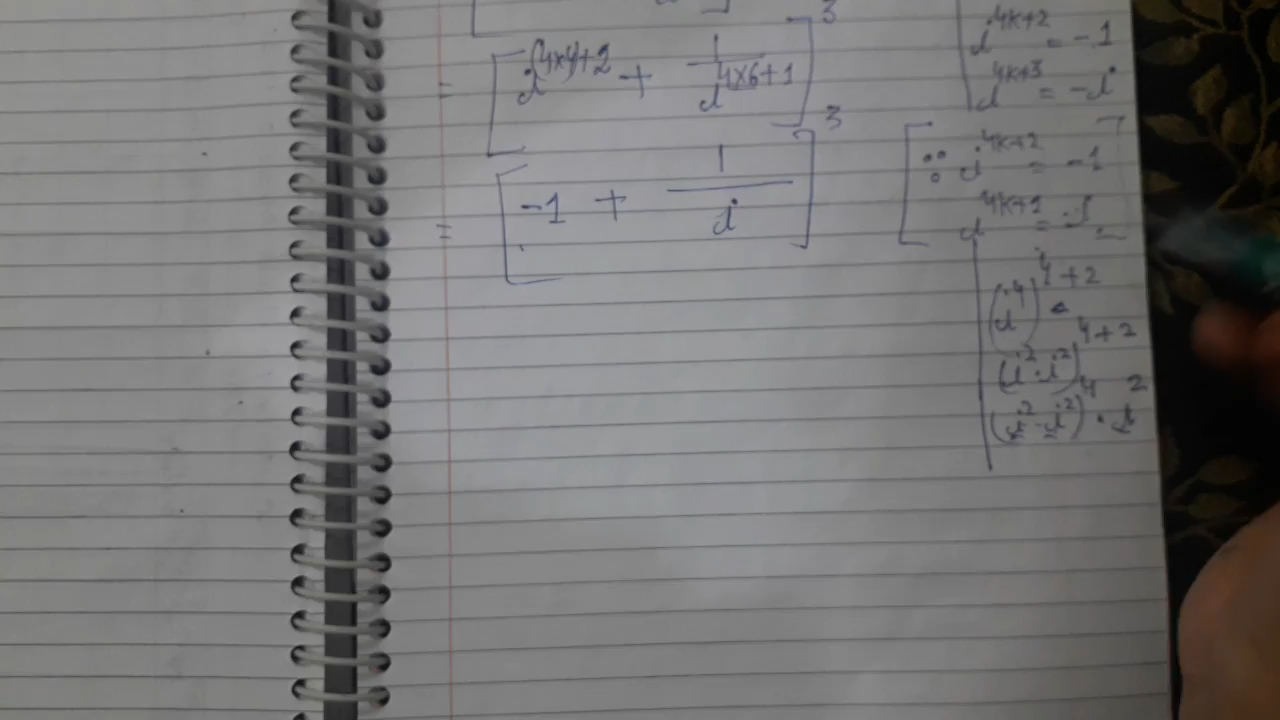 = [i^(4×4)+2 + 1/i^4×6+1]^3
= [-1 + 1/i]^3
i^4k+2 = -1
i^4k+3 = -i
[∵ i^4k+2 = -1
i^4k+1 =
(i^4)^4+2
(i^2·i^2)^4+2
(i^2·i^2)^4 · i^2